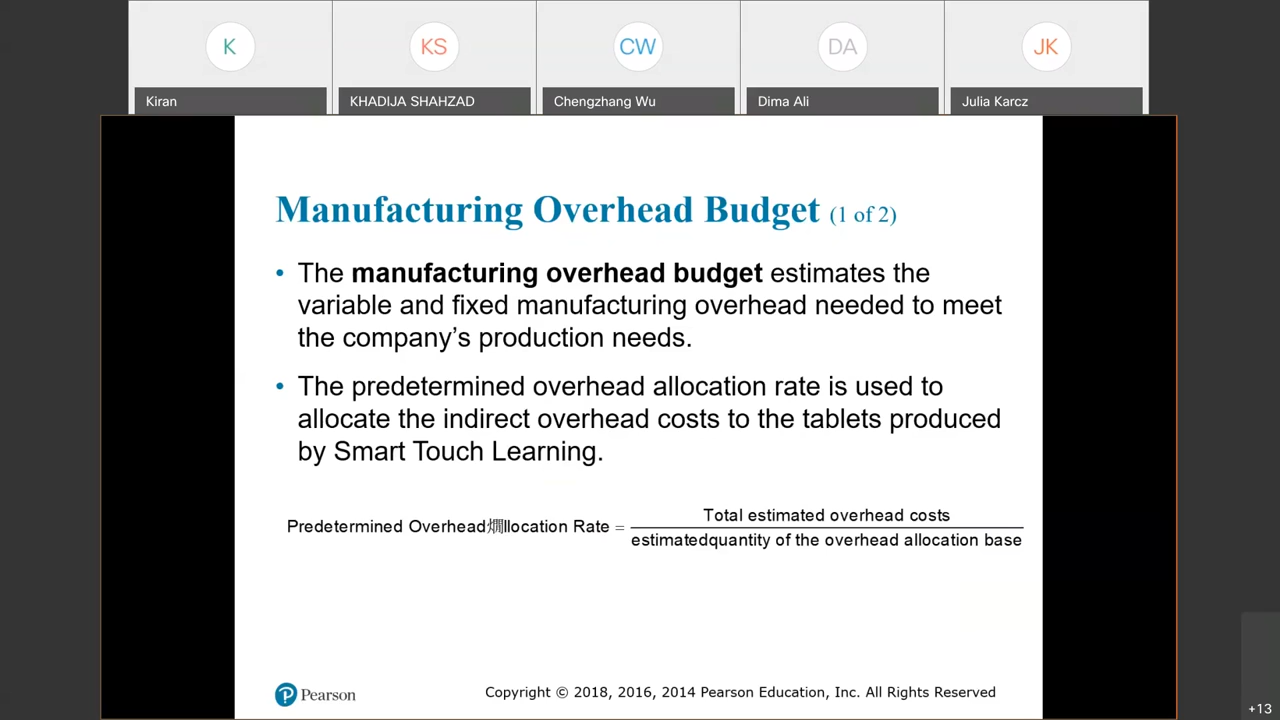 K
KS
CW
DA
JK
Kiran
KHADIJA SHAHZAD
Chengzhang Wu
Dima Ali
Julia Karcz
Manufacturing Overhead Budget (1 of 2)
• The manufacturing overhead budget estimates the
variable and fixed manufacturing overhead needed to meet
the company's production needs.
• The predetermined overhead allocation rate is used to
allocate the indirect overhead costs to the tablets produced
by Smart Touch Learning.
Predetermined Overhead爛llocation Rate =
Total estimated overhead costs
estimatedquantity of the overhead allocation base
P Pearson
Copyright © 2018, 2016, 2014 Pearson Education, Inc. All Rights Reserved
+13